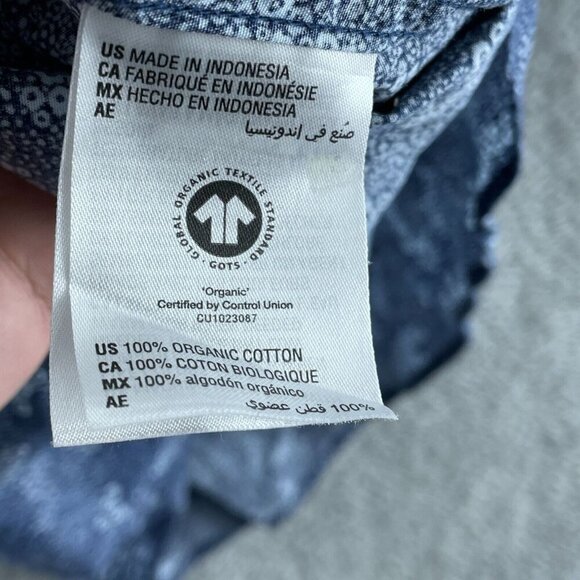 US MADE IN INDONESIA
CA FABRIQUÉ EN INDONÉSIE
MX HECHO EN INDONESIA
AE
صُنع في إندونيسيا
GLOBAL ORGANIC TEXTILE STANDARD
· GOTS ·
'Organic'
Certified by Control Union
CU1023087
US 100% ORGANIC COTTON
CA 100% COTON BIOLOGIQUE
MX 100% algodón orgánico
AE
100% قطن عضوي